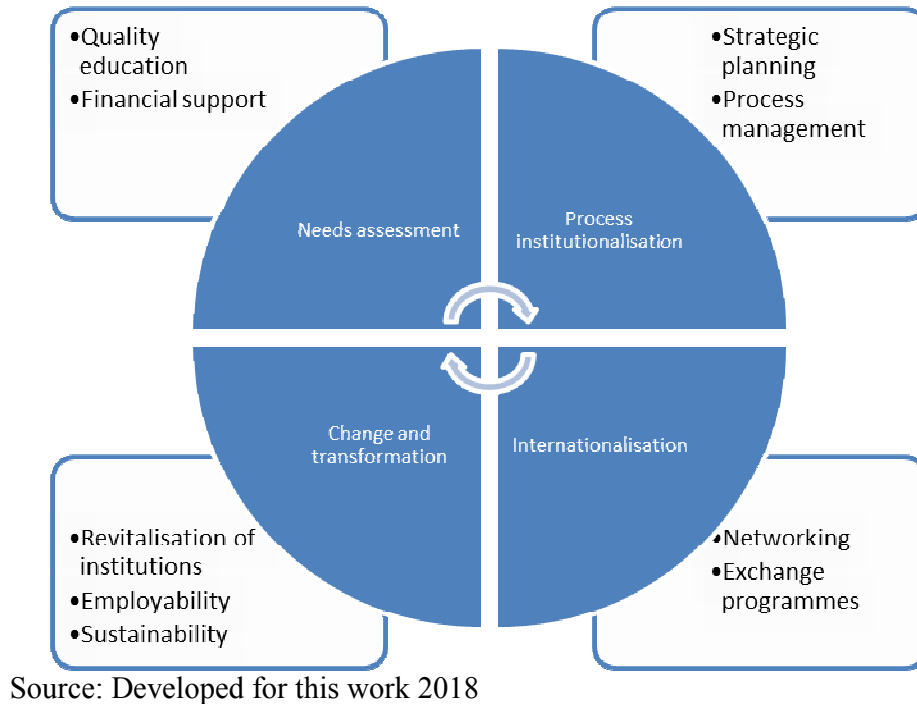 •Quality
education
•Financial support
•Strategic
planning
•Process
management
Needs assessment
Process
institutionalisation
Change and
transformation
Internationalisation
•Revitalisation of
institutions
•Employability
•Sustainability
•Networking
•Exchange
programmes
Source: Developed for this work 2018